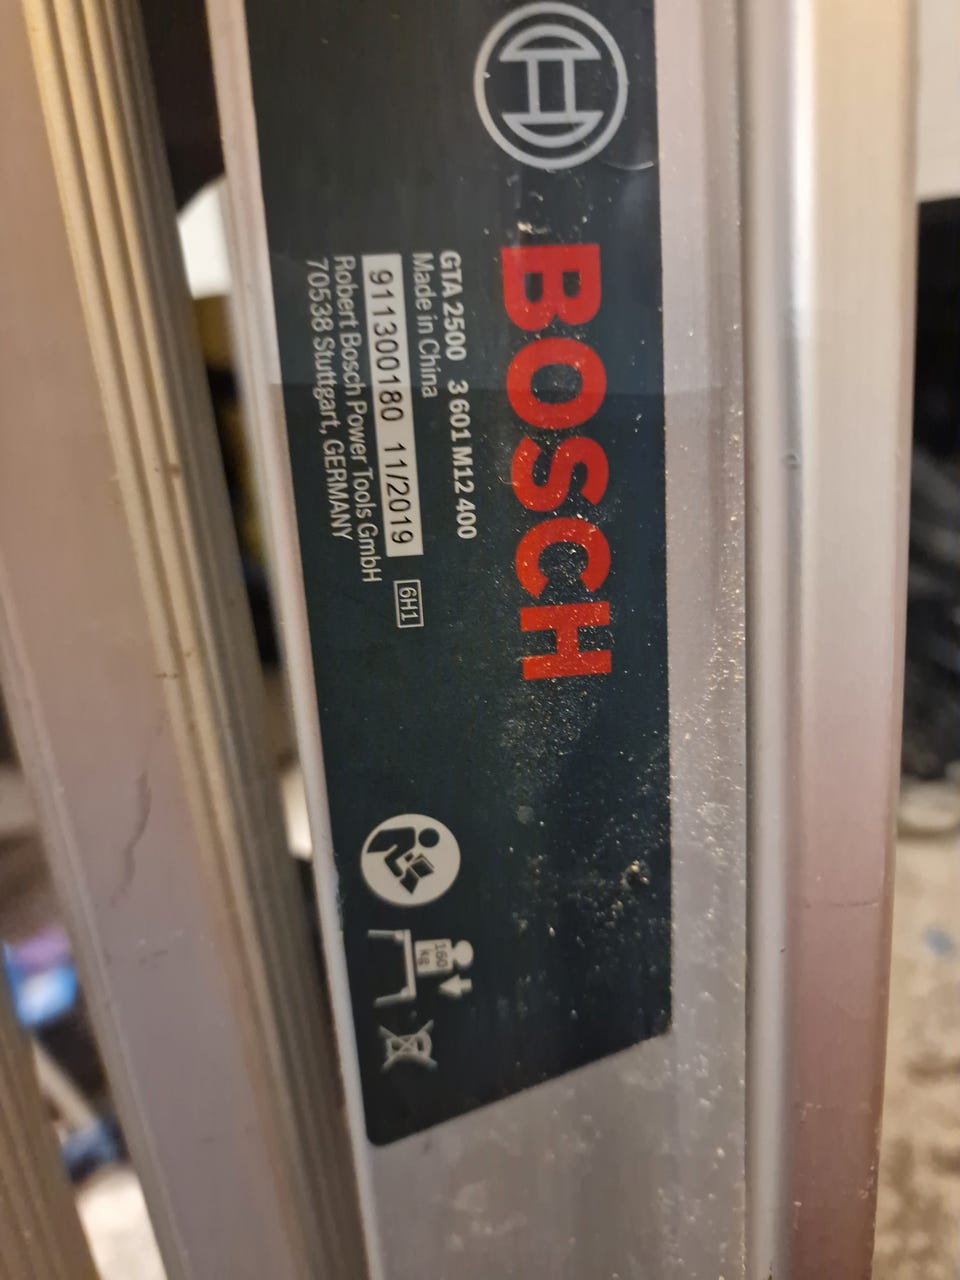 BOSCH
GTA 2500 3 601 M12 400
Made in China
911300180 11/2019 6H1
Robert Bosch Power Tools GmbH
70538 Stuttgart, GERMANY
160
kg